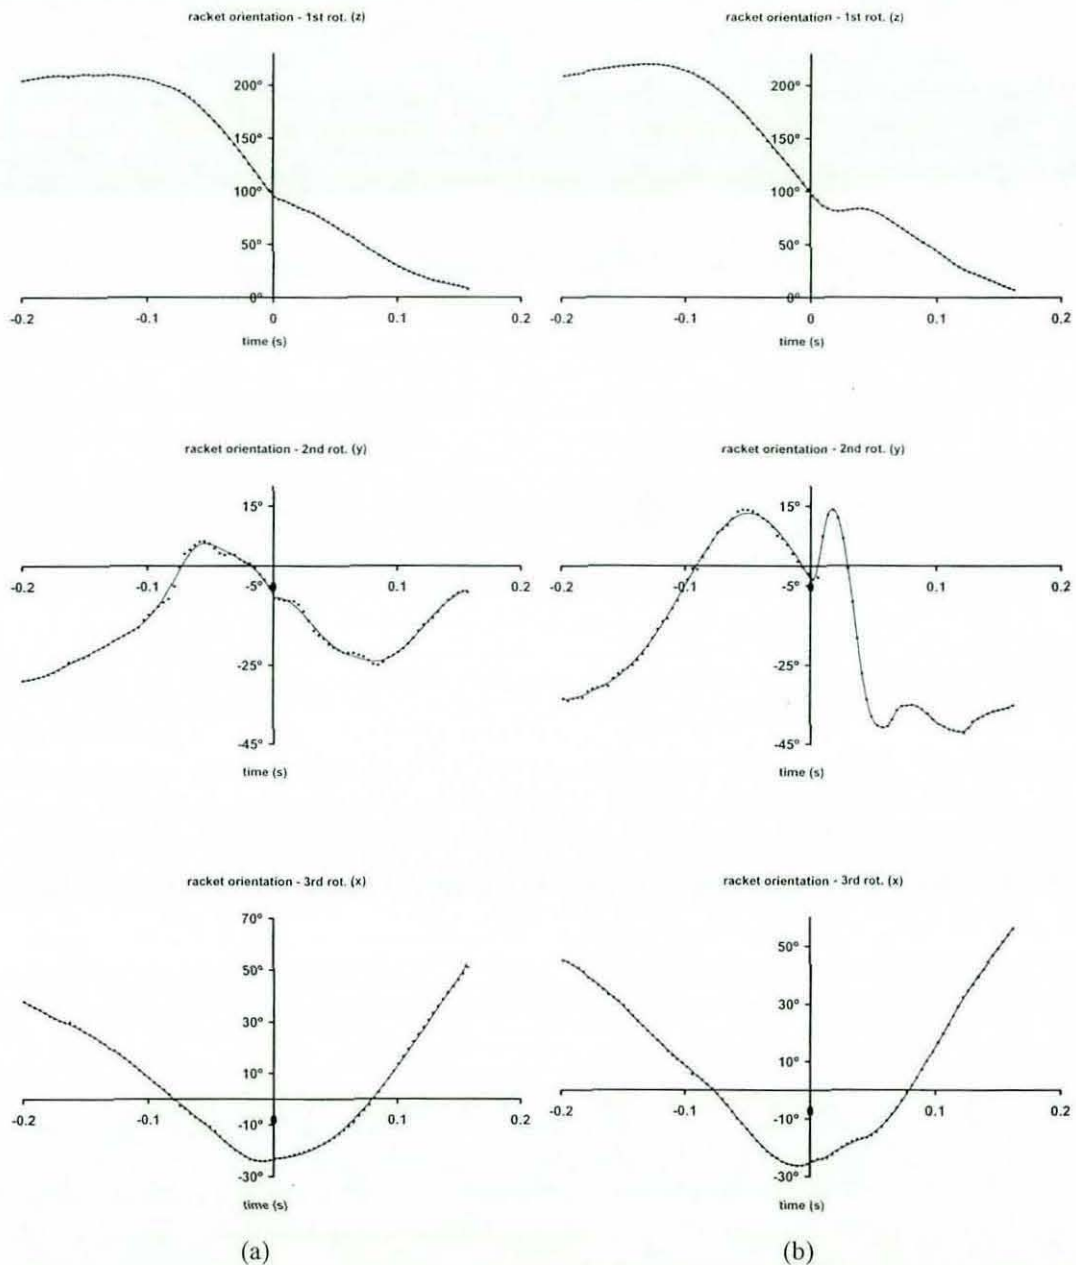 racket orientation - 1st rot. (z)
200°
150°
100°
50°
0°
-0.2 -0.1 0 0.1 0.2
time (s)
racket orientation - 1st rot. (z)
200°
150°
100°
50°
0°
-0.2 -0.1 0 0.1 0.2
time (s)
racket orientation - 2nd rot. (y)
15°
-0.2 -0.1 -5° 0 0.1 0.2
-25°
-45°
time (s)
racket orientation - 2nd rot. (y)
15°
-0.2 -0.1 -5° 0 0.1 0.2
-25°
-45°
time (s)
racket orientation - 3rd rot. (x)
70°
50°
30°
10°
-0.2 -0.1 -10° 0 0.1 0.2
-30°
time (s)
racket orientation - 3rd rot. (x)
50°
30°
10°
-0.2 -0.1 -10° 0 0.1 0.2
-30°
time (s)
(a)
(b)